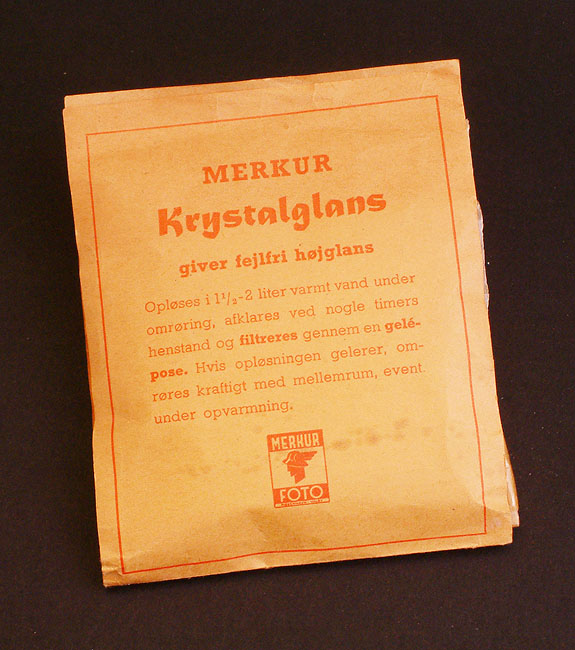 MERKUR
Krystalglans
giver fejlfri højglans
Opløses i 1¹/₂-2 liter varmt vand under
omrøring, afklares ved nogle timers
henstand og filtreres gennem en gelé-
pose. Hvis opløsningen gelerer, om-
røres kraftigt med mellemrum, event.
under opvarmning.
MERKUR
FOTO